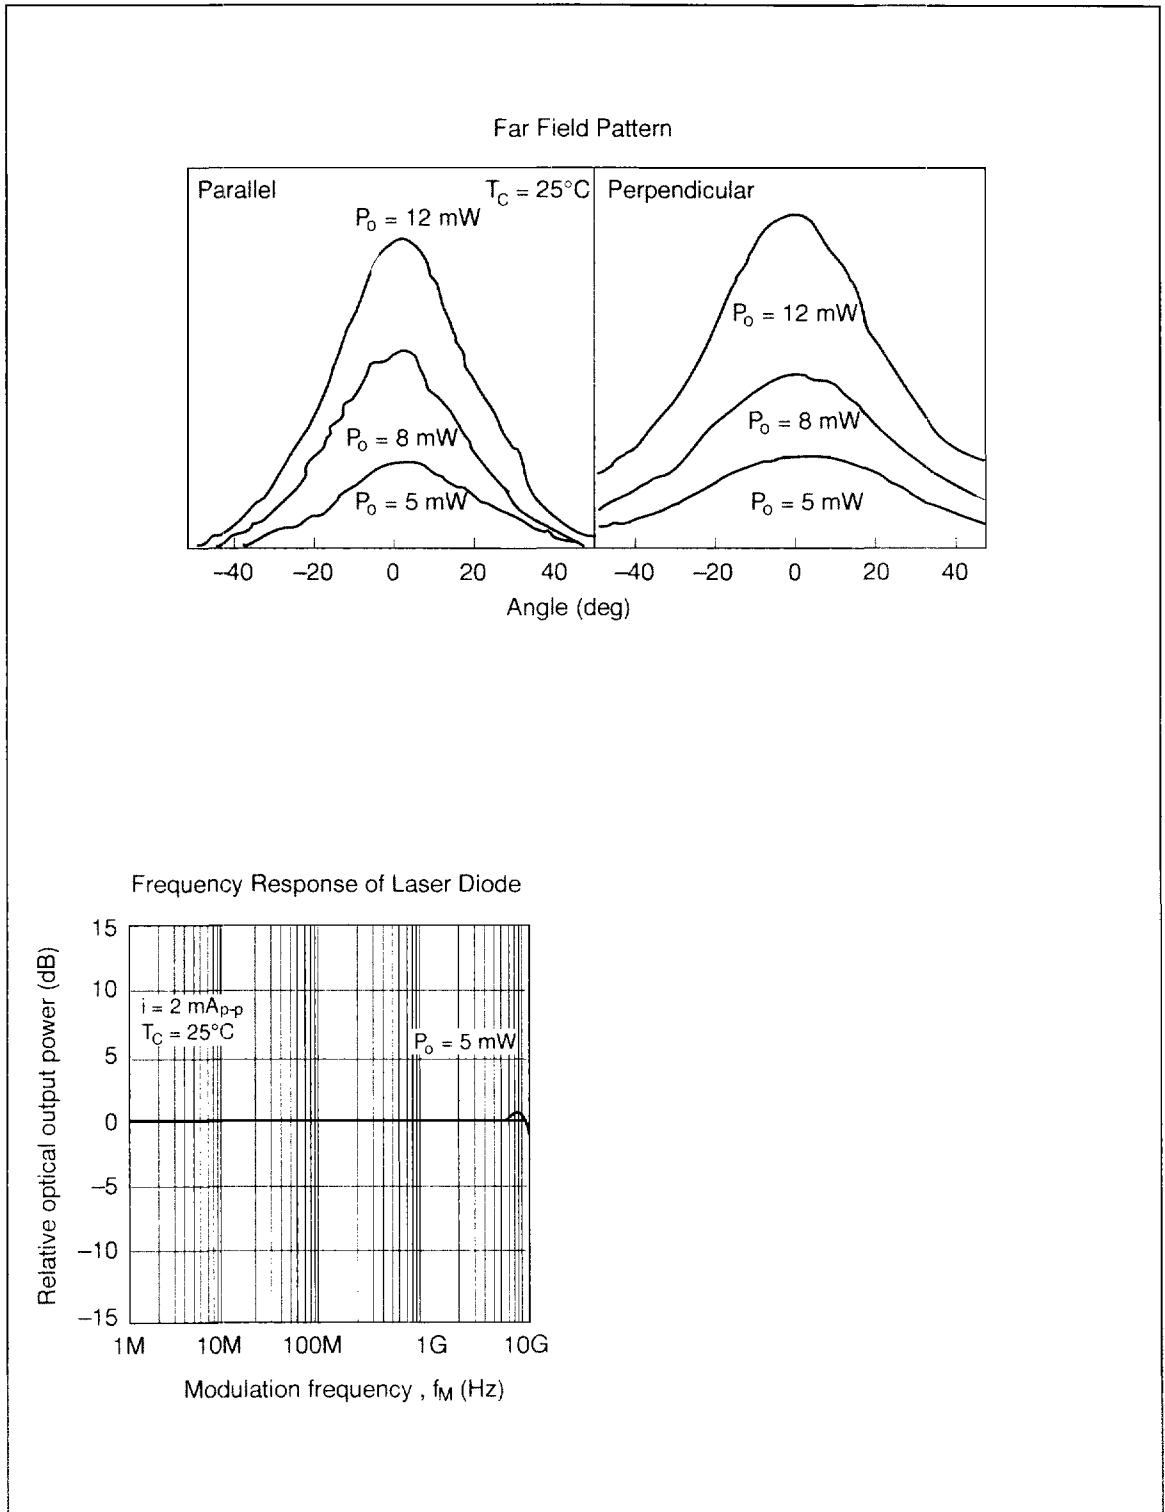 Far Field Pattern
Parallel
T_C = 25°C
Perpendicular
P_o = 12 mW
P_o = 12 mW
P_o = 8 mW
P_o = 8 mW
P_o = 5 mW
P_o = 5 mW
−40 −20 0 20 40 −40 −20 0 20 40
Angle (deg)
Frequency Response of Laser Diode
15
10
i = 2 mA_p-p
T_C = 25°C
P_o = 5 mW
5
0
−5
−10
−15
Relative optical output power (dB)
1M 10M 100M 1G 10G
Modulation frequency , f_M (Hz)